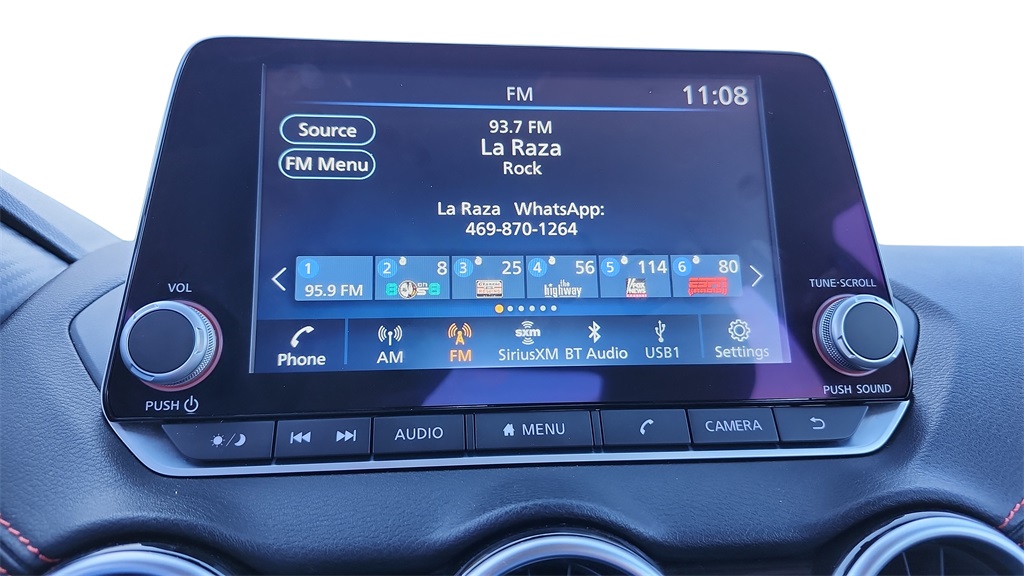 FM
11:08
Source
FM Menu
93.7 FM
La Raza
Rock
La Raza WhatsApp:
469-870-1264
1
95.9 FM
2 8
3 25
4 56
the highway
5 114
6 80
Phone
AM
FM
sxm
SiriusXM
BT Audio
USB1
Settings
VOL
PUSH
TUNE·SCROLL
PUSH SOUND
AUDIO
MENU
CAMERA